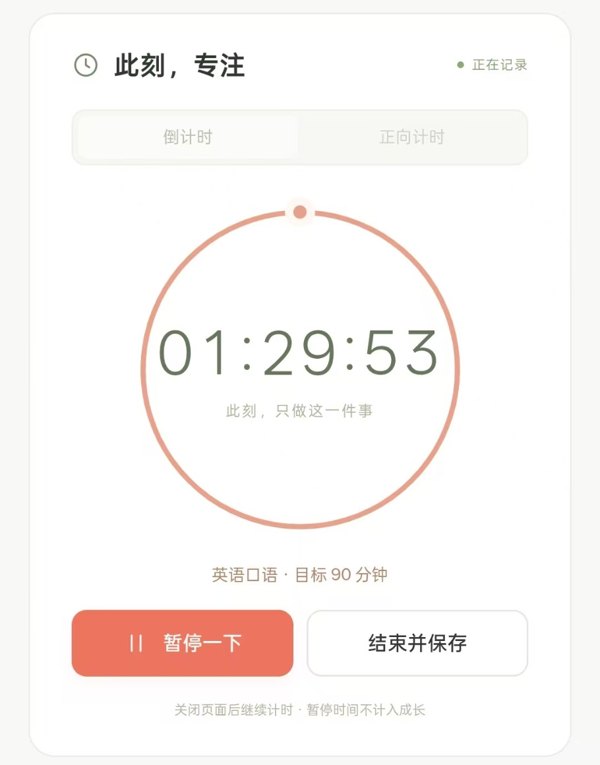 此刻，专注
正在记录
倒计时
正向计时
01:29:53
此刻，只做这一件事
英语口语 · 目标 90 分钟
暂停一下
结束并保存
关闭页面后继续计时 · 暂停时间不计入成长